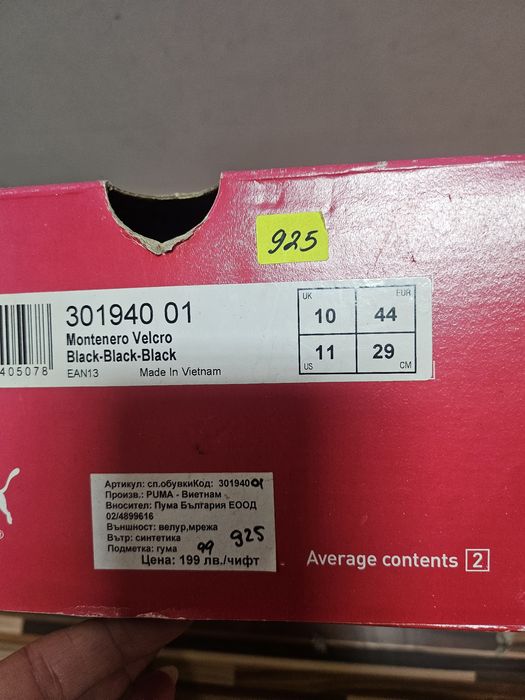 925
301940 01
Montenero Velcro
Black-Black-Black
405078 EAN13 Made In Vietnam
UK 10 44 EUR
US 11 29 CM
Артикул: сп.обувкиКод: 301940 01
Произв.: PUMA - Виетнам
Вносител: Пума България ЕООД
02/4899616
Външност: велур,мрежа
Вътр: синтетика 925
Подметка: гума 99
Цена: 199 лв./чифт
Average contents 2
®